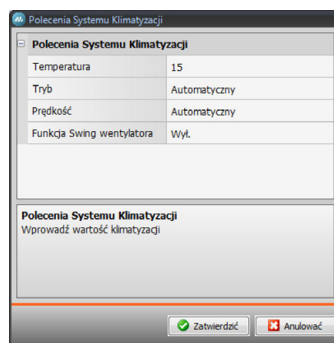 Polecenia Systemu Klimatyzacji
Polecenia Systemu Klimatyzacji
Temperatura 15
Tryb Automatyczny
Prędkość Automatyczny
Funkcja Swing wentylatora Wył.
Polecenia Systemu Klimatyzacji
Wprowadź wartość klimatyzacji
Zatwierdzić Anulować